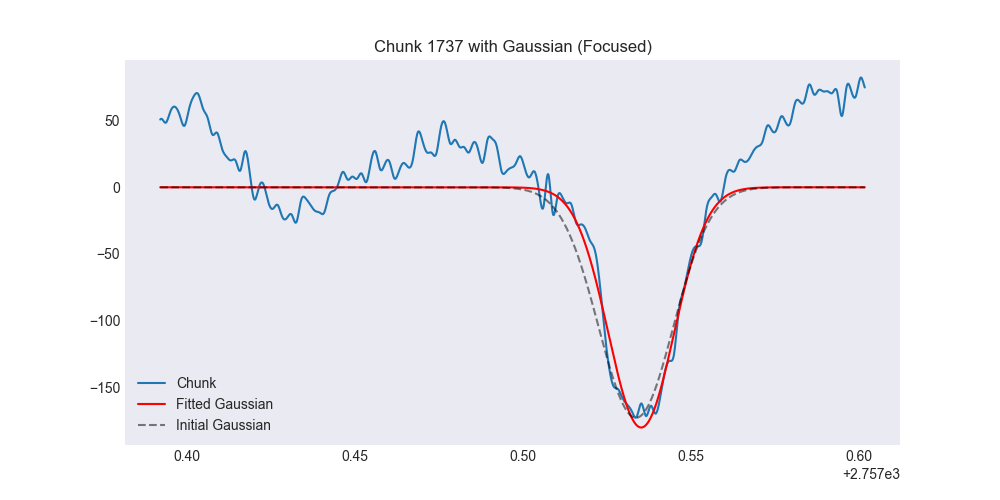 Chunk 1737 with Gaussian (Focused)
50
0
−50
−100
−150
Chunk
Fitted Gaussian
Initial Gaussian
0.40 0.45 0.50 0.55 0.60
+2.757e3